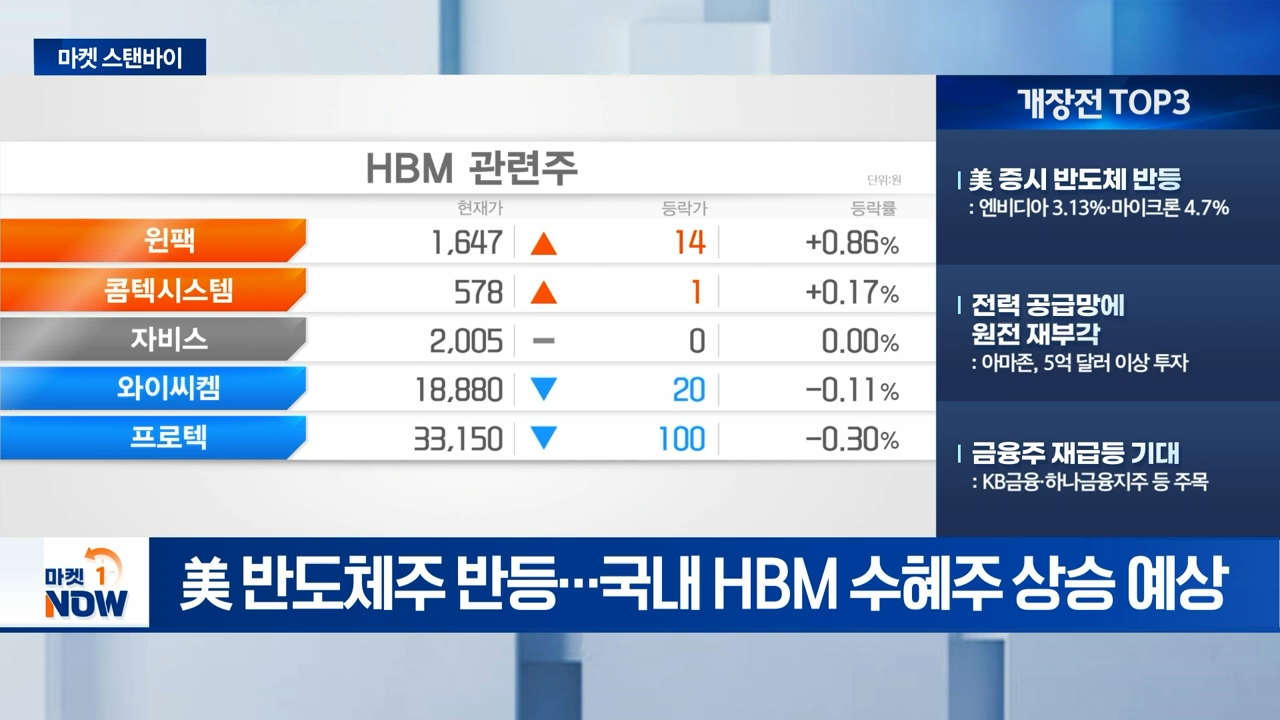 마켓 스탠바이
HBM 관련주
단위:원
현재가 등락가 등락률
윈팩 1,647 ▲ 14 +0.86%
콤텍시스템 578 ▲ 1 +0.17%
자비스 2,005 – 0 0.00%
와이씨켐 18,880 ▼ 20 -0.11%
프로텍 33,150 ▼ 100 -0.30%
개장전 TOP3
美 증시 반도체 반등
: 엔비디아 3.13%·마이크론 4.7%
전력 공급망에
원전 재부각
: 아마존, 5억 달러 이상 투자
금융주 재급등 기대
: KB금융·하나금융지주 등 주목
마켓 1
NOW
美 반도체주 반등…국내 HBM 수혜주 상승 예상